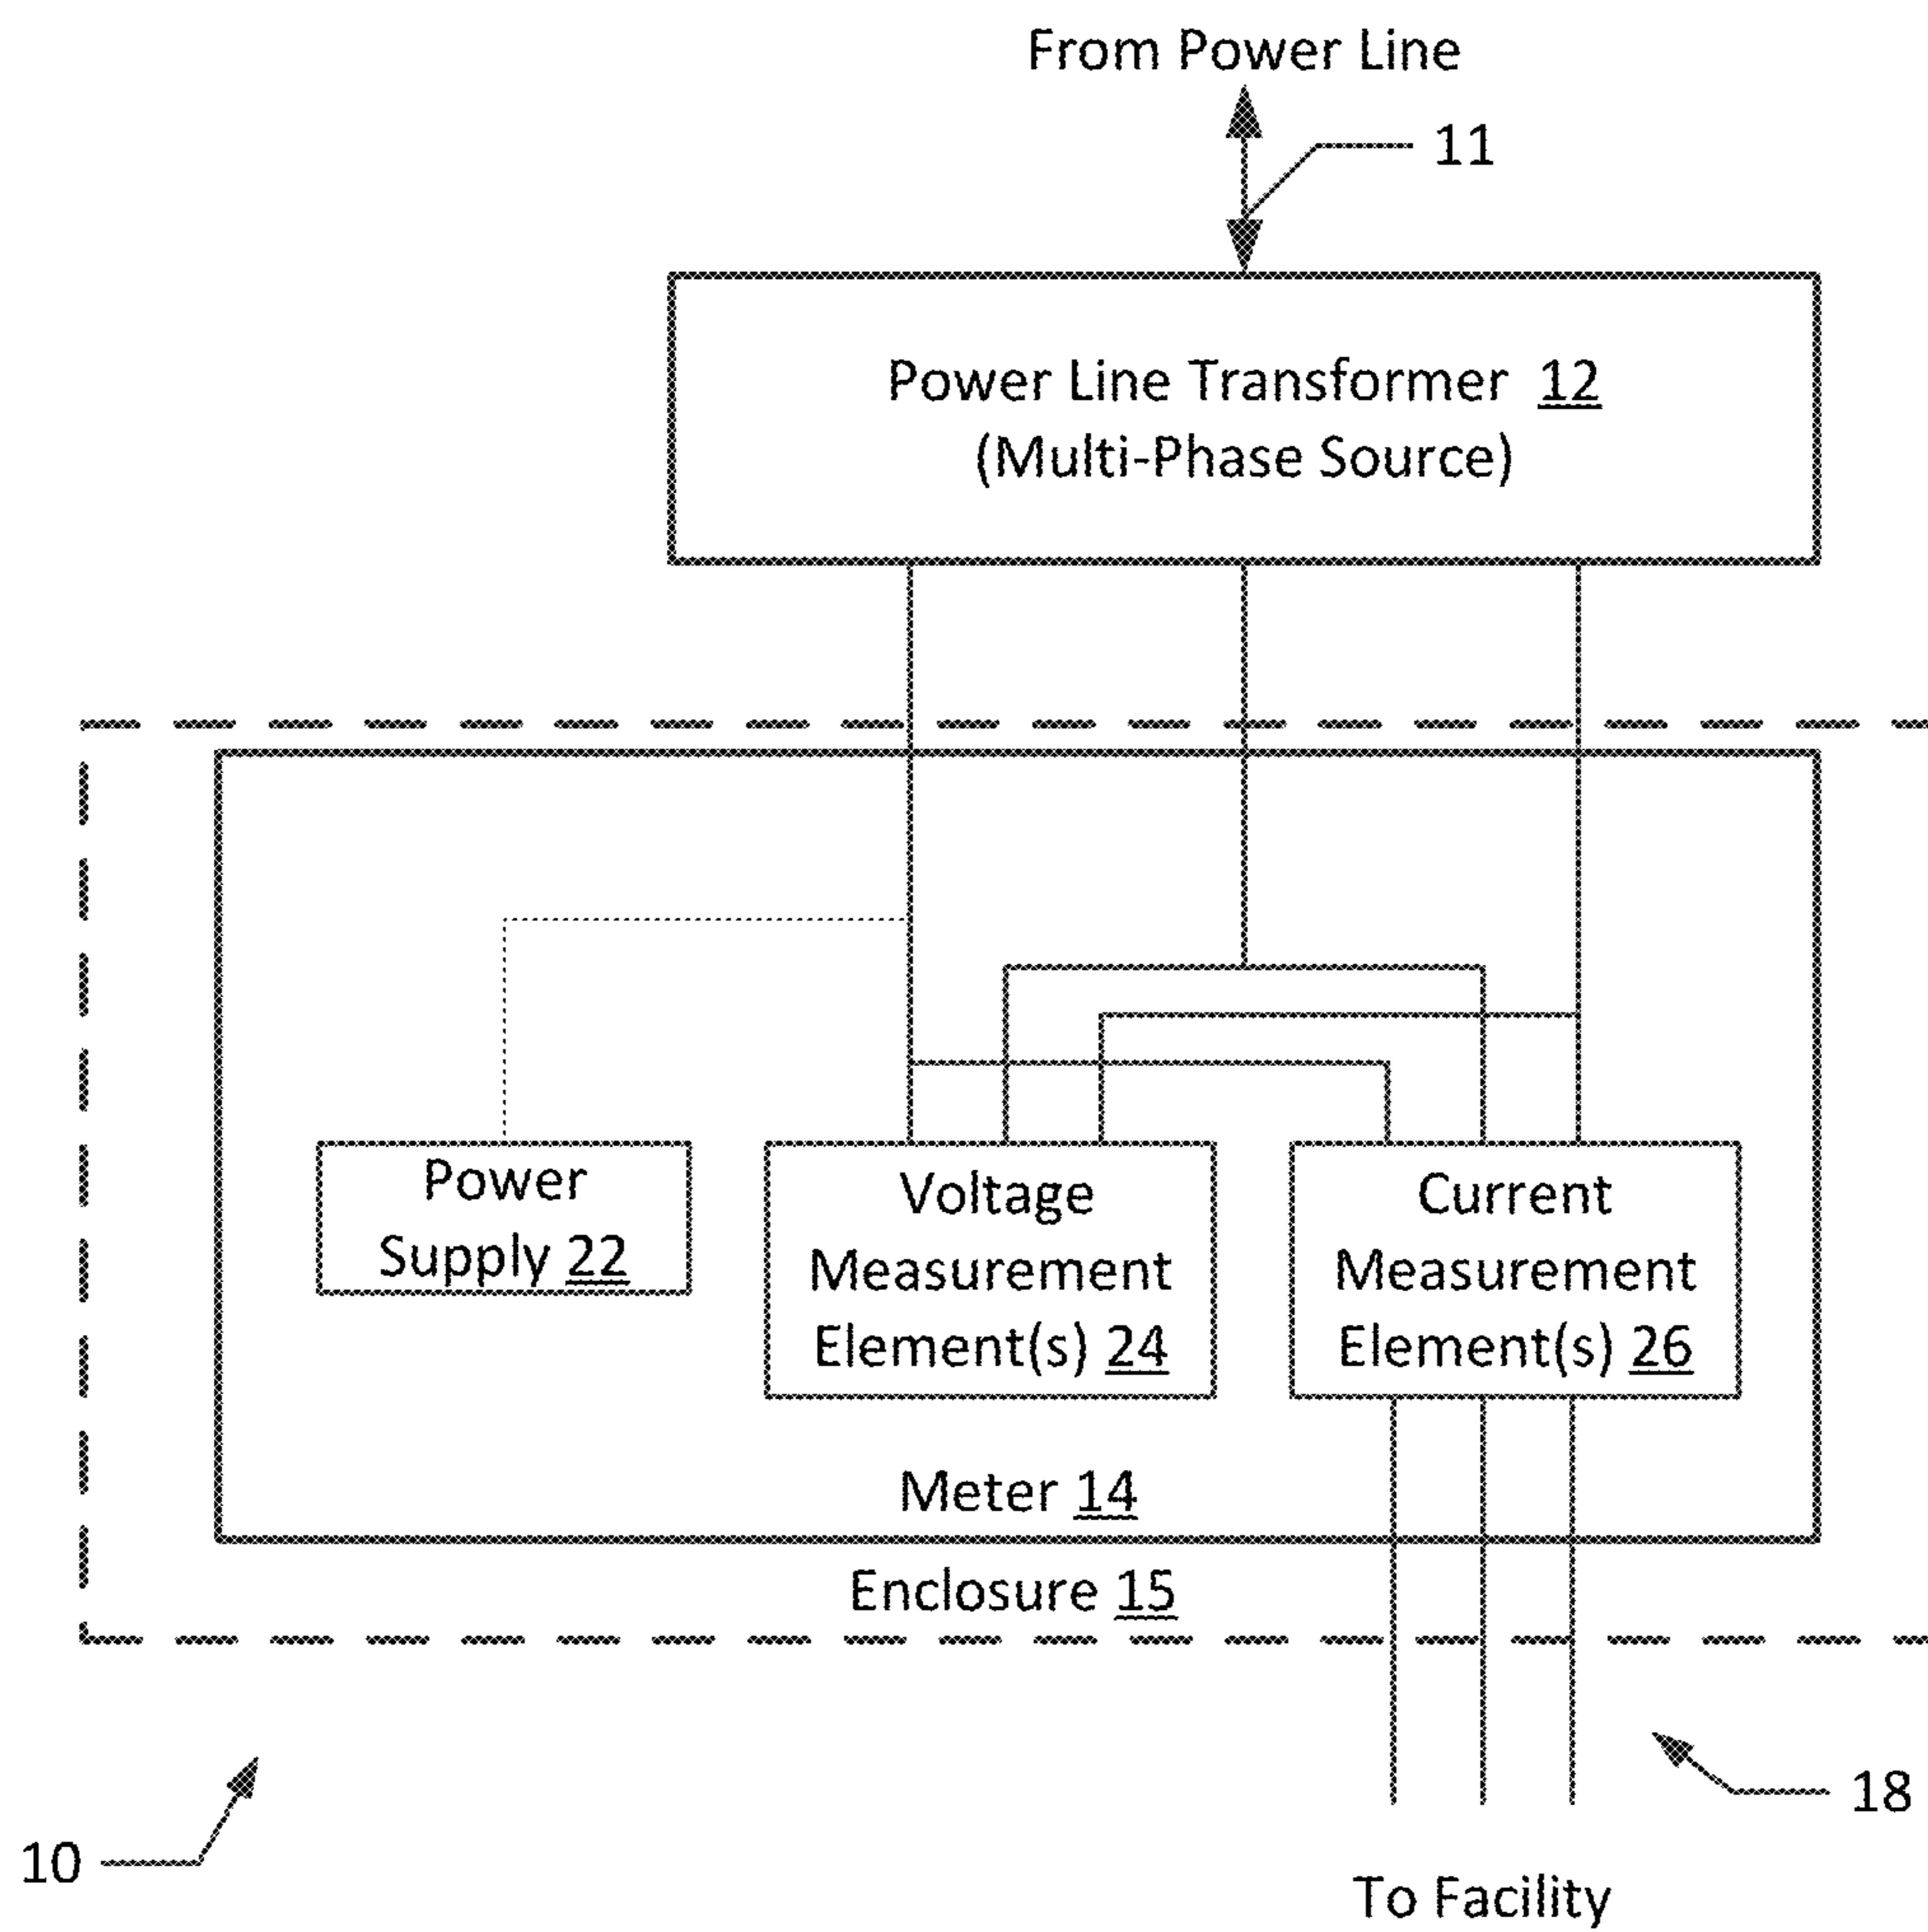 From Power Line
11
Power Line Transformer 12
(Multi-Phase Source)
Power
Supply 22
Voltage
Measurement
Element(s) 24
Current
Measurement
Element(s) 26
Meter 14
Enclosure 15
18
10
To Facility